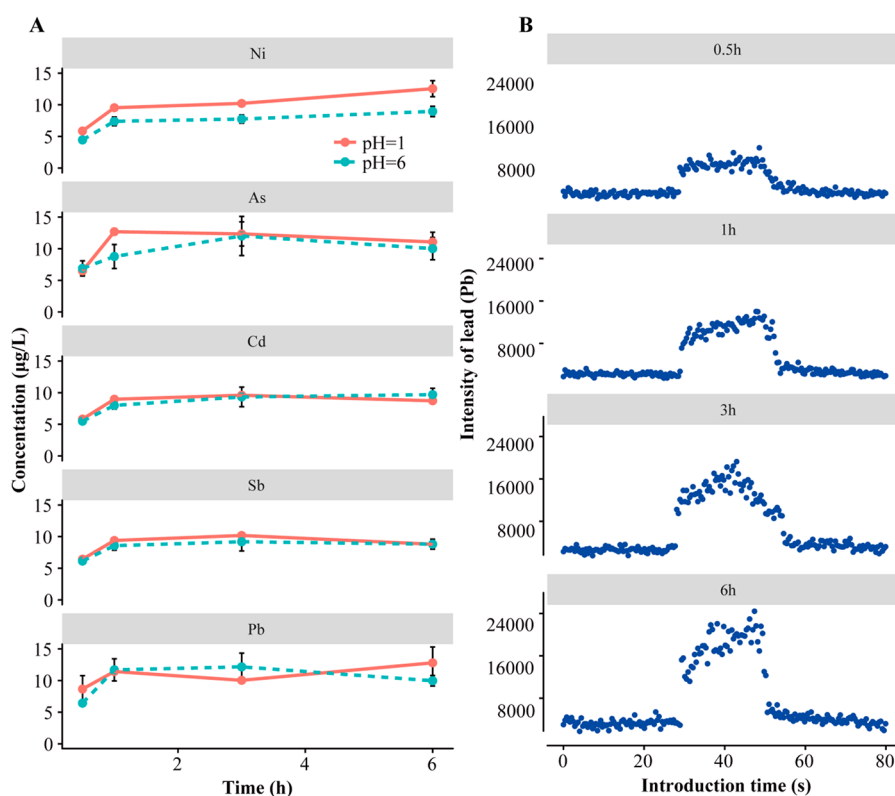 A
Ni
15
10
5
0
pH=1
pH=6
As
15
10
5
0
Cd
15
10
5
0
Sb
15
10
5
0
Pb
15
10
5
0
2
4
6
Time (h)
Concentation (μg/L)
B
0.5h
24000
16000
8000
1h
24000
16000
8000
3h
24000
16000
8000
6h
24000
16000
8000
0
20
40
60
80
Introduction time (s)
Intensity of lead (Pb)